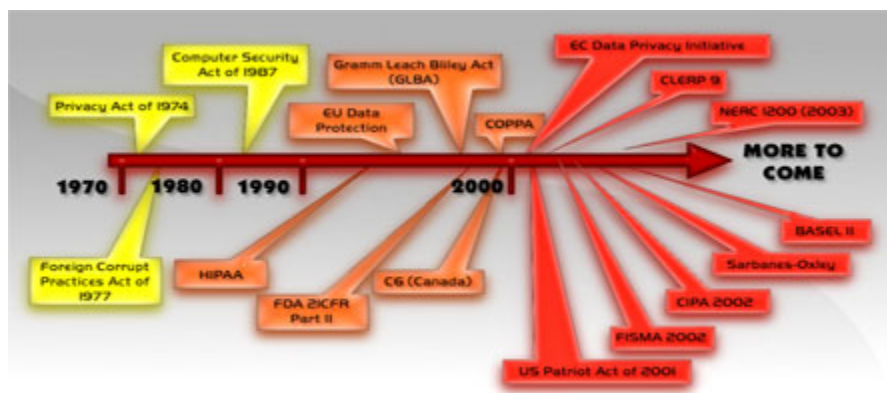 EC Data Privacy Initiative
Computer Security
Act of 1987
Gramm Leach Bliley Act
(GLBA)
CLERP 9
Privacy Act of 1974
EU Data
Protection
COPPA
NERC 1200 (2003)
MORE TO
COME
1970
1980
1990
2000
BASEL II
Foreign Corrupt
Practices Act of
1977
HIPAA
FDA 21CFR
Part 11
C6 (Canada)
Sarbanes-Oxley
CIPA 2002
FISMA 2002
US Patriot Act of 2001